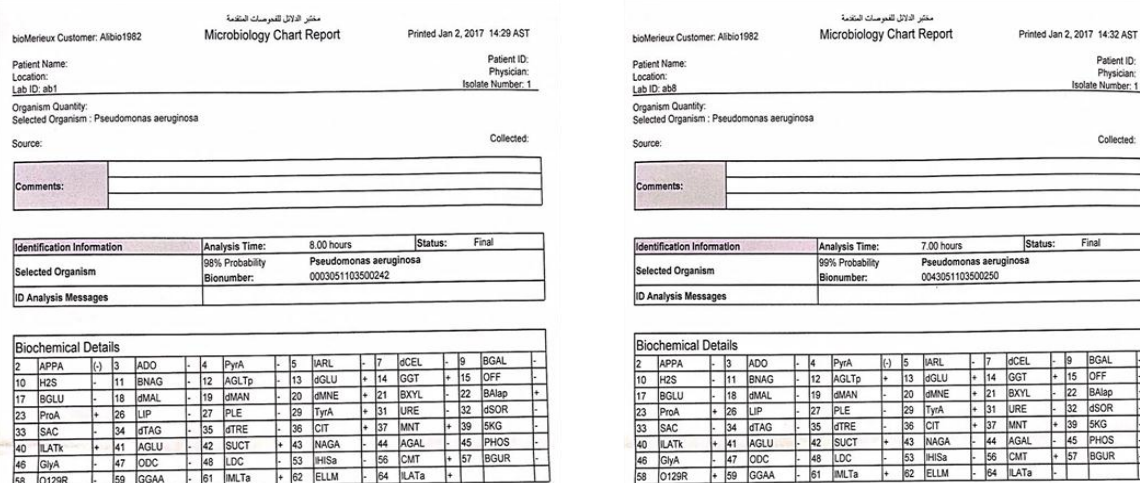 مختبر الدلائل للفحوصات المتقدمة
bioMerieux Customer: Alibio1982 Microbiology Chart Report Printed Jan 2, 2017 14:29 AST
Patient Name: Patient ID:
Location: Physician:
Lab ID: ab1 Isolate Number: 1
Organism Quantity:
Selected Organism : Pseudomonas aeruginosa
Source: Collected:
Comments:
Identification Information Analysis Time: 8.00 hours Status: Final
Selected Organism 98% Probability Pseudomonas aeruginosa
Bionumber: 0003051103500242
ID Analysis Messages
Biochemical Details
2 APPA (-) 3 ADO - 4 PyrA - 5 IARL - 7 dCEL - 9 BGAL -
10 H2S - 11 BNAG - 12 AGLTp - 13 dGLU + 14 GGT + 15 OFF -
17 BGLU - 18 dMAL - 19 dMAN - 20 dMNE + 21 BXYL - 22 BAlap +
23 ProA + 26 LIP - 27 PLE - 29 TyrA + 31 URE - 32 dSOR -
33 SAC - 34 dTAG - 35 dTRE - 36 CIT + 37 MNT + 39 5KG -
40 ILATk + 41 AGLU - 42 SUCT + 43 NAGA - 44 AGAL - 45 PHOS -
46 GlyA - 47 ODC - 48 LDC - 53 IHISa - 56 CMT + 57 BGUR -
58 O129R - 59 GGAA - 61 IMLTa + 62 ELLM - 64 ILATa +
مختبر الدلائل للفحوصات المتقدمة
bioMerieux Customer: Alibio1982 Microbiology Chart Report Printed Jan 2, 2017 14:32 AST
Patient Name: Patient ID:
Location: Physician:
Lab ID: ab8 Isolate Number: 1
Organism Quantity:
Selected Organism : Pseudomonas aeruginosa
Source: Collected:
Comments:
Identification Information Analysis Time: 7.00 hours Status: Final
Selected Organism 99% Probability Pseudomonas aeruginosa
Bionumber: 0043051103500250
ID Analysis Messages
Biochemical Details
2 APPA - 3 ADO - 4 PyrA (-) 5 IARL - 7 dCEL - 9 BGAL
10 H2S - 11 BNAG - 12 AGLTp + 13 dGLU + 14 GGT + 15 OFF
17 BGLU - 18 dMAL - 19 dMAN - 20 dMNE + 21 BXYL - 22 BAlap
23 ProA + 26 LIP - 27 PLE - 29 TyrA + 31 URE - 32 dSOR
33 SAC - 34 dTAG - 35 dTRE - 36 CIT + 37 MNT + 39 5KG
40 ILATk + 41 AGLU - 42 SUCT + 43 NAGA - 44 AGAL - 45 PHOS
46 GlyA - 47 ODC - 48 LDC - 53 IHISa - 56 CMT + 57 BGUR
58 O129R + 59 GGAA - 61 IMLTa + 62 ELLM - 64 ILATa -